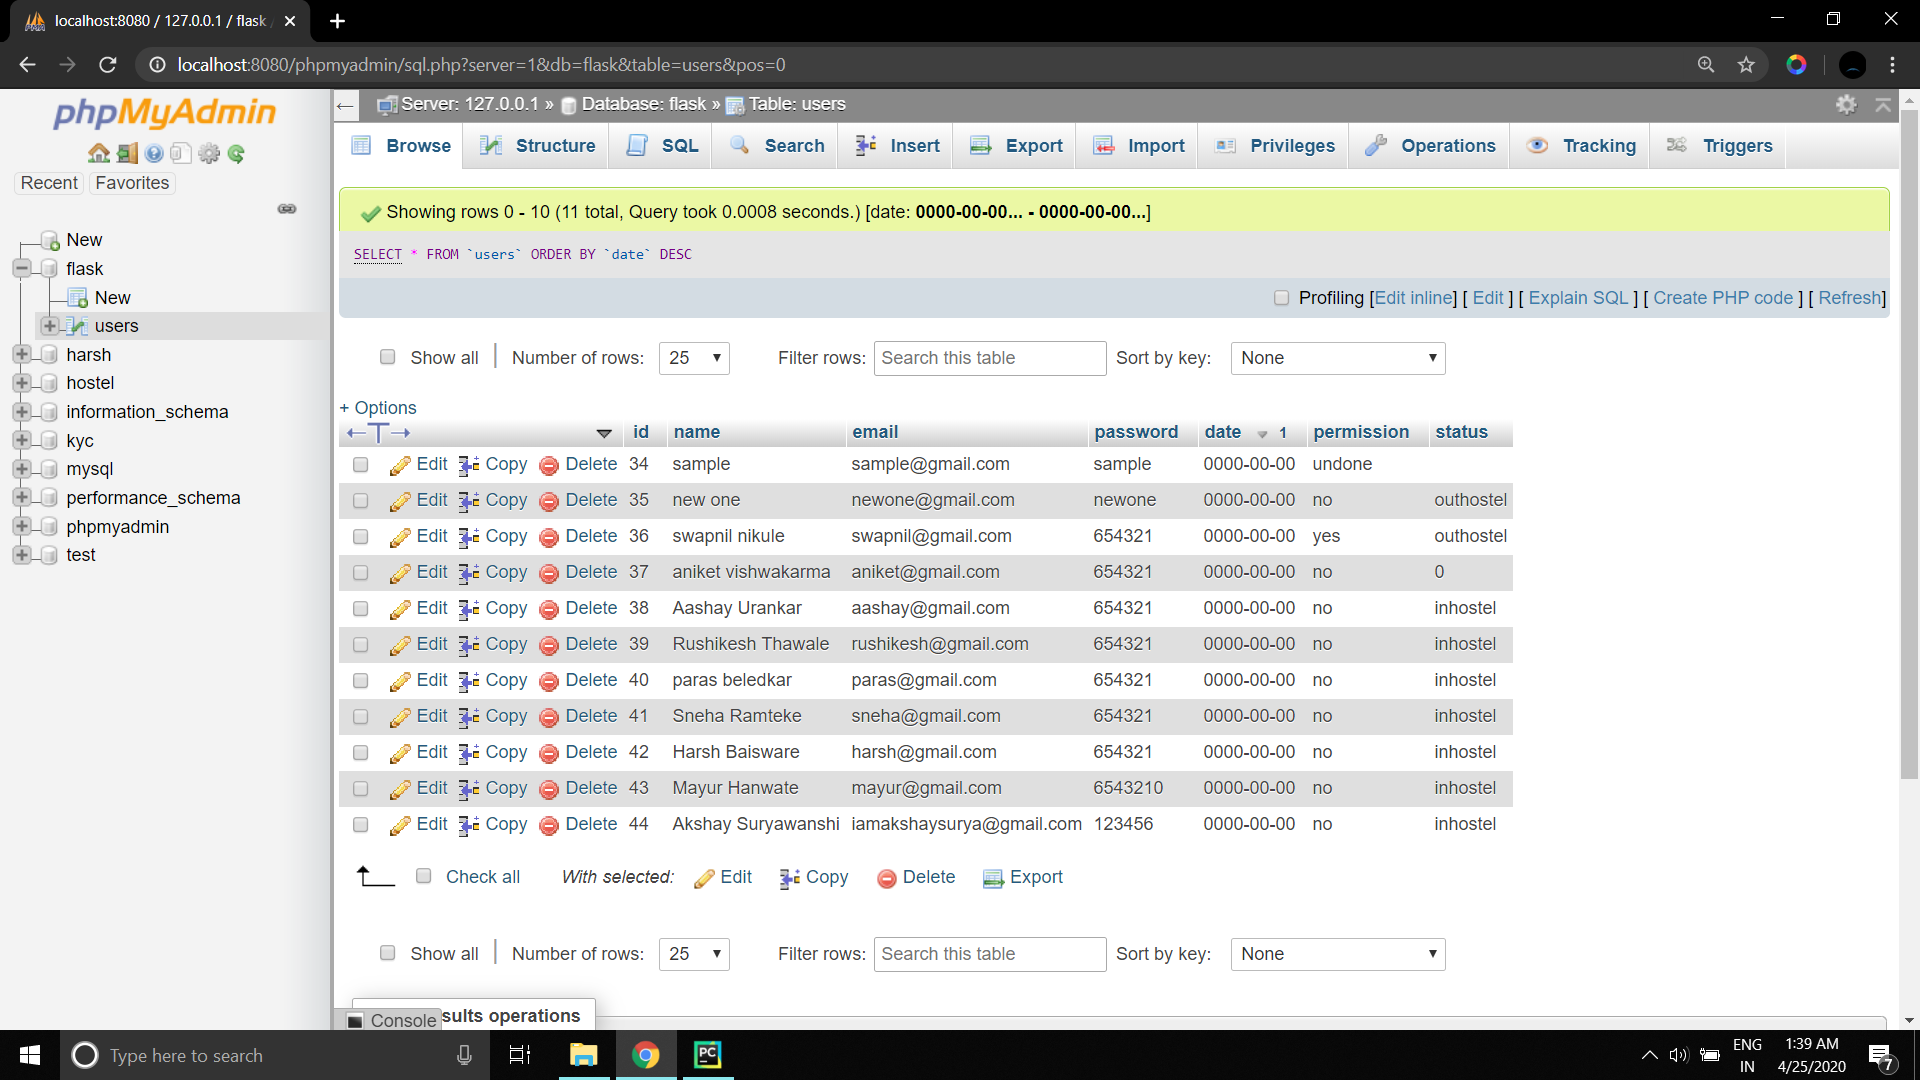 localhost:8080 / 127.0.0.1 / flask
localhost:8080/phpmyadmin/sql.php?server=1&db=flask&table=users&pos=0
phpMyAdmin
Recent Favorites
New
flask
New
users
harsh
hostel
information_schema
kyc
mysql
performance_schema
phpmyadmin
test
Server: 127.0.0.1 » Database: flask » Table: users
Browse Structure SQL Search Insert Export Import Privileges Operations Tracking Triggers
Showing rows 0 - 10 (11 total, Query took 0.0008 seconds.) [date: 0000-00-00... - 0000-00-00...]
SELECT * FROM `users` ORDER BY `date` DESC
Profiling [Edit inline] [ Edit ] [ Explain SQL ] [ Create PHP code ] [ Refresh]
Show all | Number of rows: 25 Filter rows: Search this table Sort by key: None
+ Options
←T→ id name email password date 1 permission status
Edit Copy Delete 34 sample sample@gmail.com sample 0000-00-00 undone
Edit Copy Delete 35 new one newone@gmail.com newone 0000-00-00 no outhostel
Edit Copy Delete 36 swapnil nikule swapnil@gmail.com 654321 0000-00-00 yes outhostel
Edit Copy Delete 37 aniket vishwakarma aniket@gmail.com 654321 0000-00-00 no 0
Edit Copy Delete 38 Aashay Urankar aashay@gmail.com 654321 0000-00-00 no inhostel
Edit Copy Delete 39 Rushikesh Thawale rushikesh@gmail.com 654321 0000-00-00 no inhostel
Edit Copy Delete 40 paras beledkar paras@gmail.com 654321 0000-00-00 no inhostel
Edit Copy Delete 41 Sneha Ramteke sneha@gmail.com 654321 0000-00-00 no inhostel
Edit Copy Delete 42 Harsh Baisware harsh@gmail.com 654321 0000-00-00 no inhostel
Edit Copy Delete 43 Mayur Hanwate mayur@gmail.com 6543210 0000-00-00 no inhostel
Edit Copy Delete 44 Akshay Suryawanshi iamakshaysurya@gmail.com 123456 0000-00-00 no inhostel
Check all With selected: Edit Copy Delete Export
Show all | Number of rows: 25 Filter rows: Search this table Sort by key: None
Console sults operations
Type here to search
PC
ENG
IN
1:39 AM
4/25/2020
7